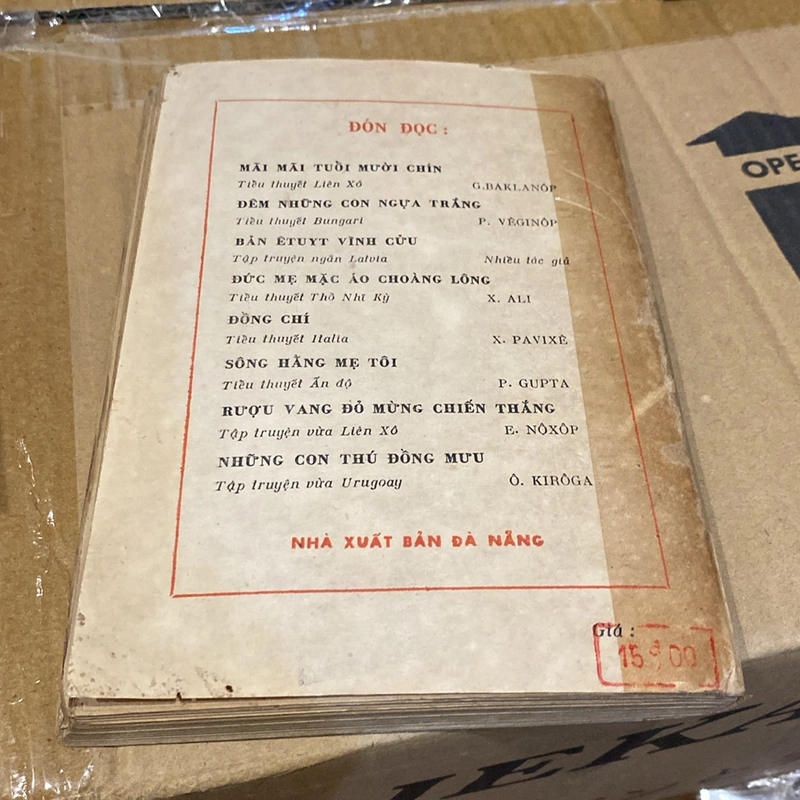 ĐÓN ĐỌC :
MÃI MÃI TUỔI MƯỜI CHÍN
Tiểu thuyết Liên Xô G.BAKLANÔP
ĐÊM NHỮNG CON NGỰA TRẮNG
Tiểu thuyết Bungari P. VÊGINÔP
BẢN ÊTUYT VĨNH CỬU
Tập truyện ngắn Latvia Nhiều tác giả
ĐỨC MẸ MẶC ÁO CHOÀNG LÔNG
Tiểu thuyết Thổ Nhĩ Kỳ X. ALI
ĐỒNG CHÍ
Tiểu thuyết Italia X. PAVIXÊ
SÔNG HẰNG MẸ TÔI
Tiểu thuyết Ấn độ P. GUPTA
RƯỢU VANG ĐỎ MỪNG CHIẾN THẮNG
Tập truyện vừa Liên Xô E. NÔXÔP
NHỮNG CON THÚ ĐỒNG MƯU
Tập truyện vừa Urugoay Ô. KIRÔGA
NHÀ XUẤT BẢN ĐÀ NẴNG
Giá :
15đ00
OPE